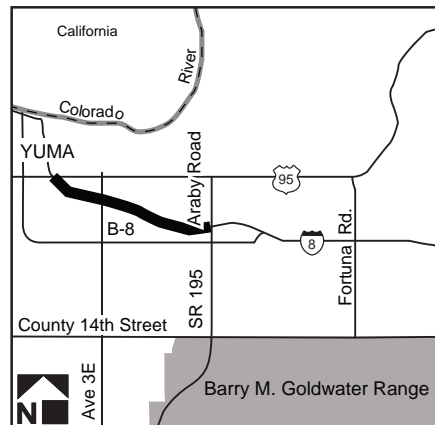 California
Colorado
River
YUMA
Araby Road
95
B-8
8
Fortuna Rd.
SR 195
County 14th Street
Ave 3E
Barry M. Goldwater Range
N